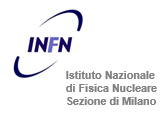 INFN
Istituto Nazionale
di Fisica Nucleare
Sezione di Milano